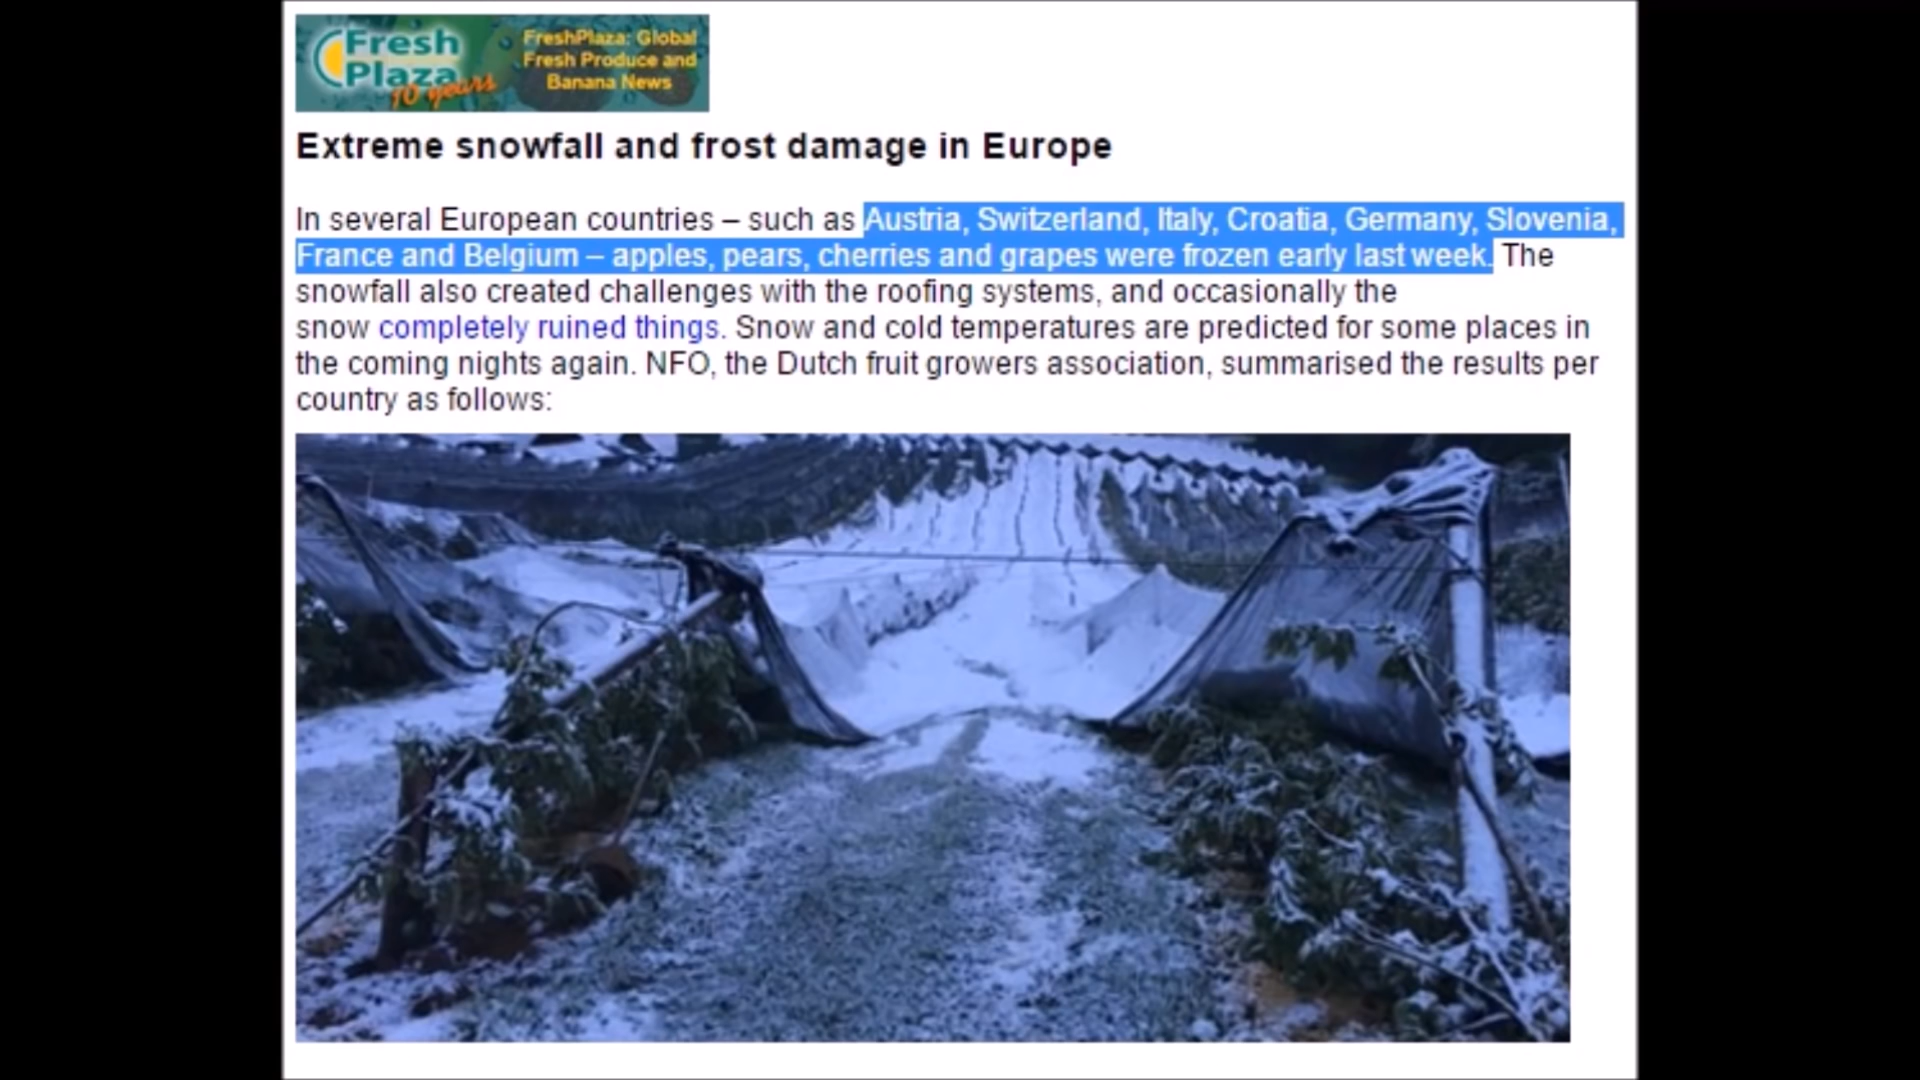 Fresh
Plaza
10 years
FreshPlaza: Global
Fresh Produce and
Banana News
Extreme snowfall and frost damage in Europe
In several European countries – such as Austria, Switzerland, Italy, Croatia, Germany, Slovenia,
France and Belgium – apples, pears, cherries and grapes were frozen early last week. The
snowfall also created challenges with the roofing systems, and occasionally the
snow completely ruined things. Snow and cold temperatures are predicted for some places in
the coming nights again. NFO, the Dutch fruit growers association, summarised the results per
country as follows: